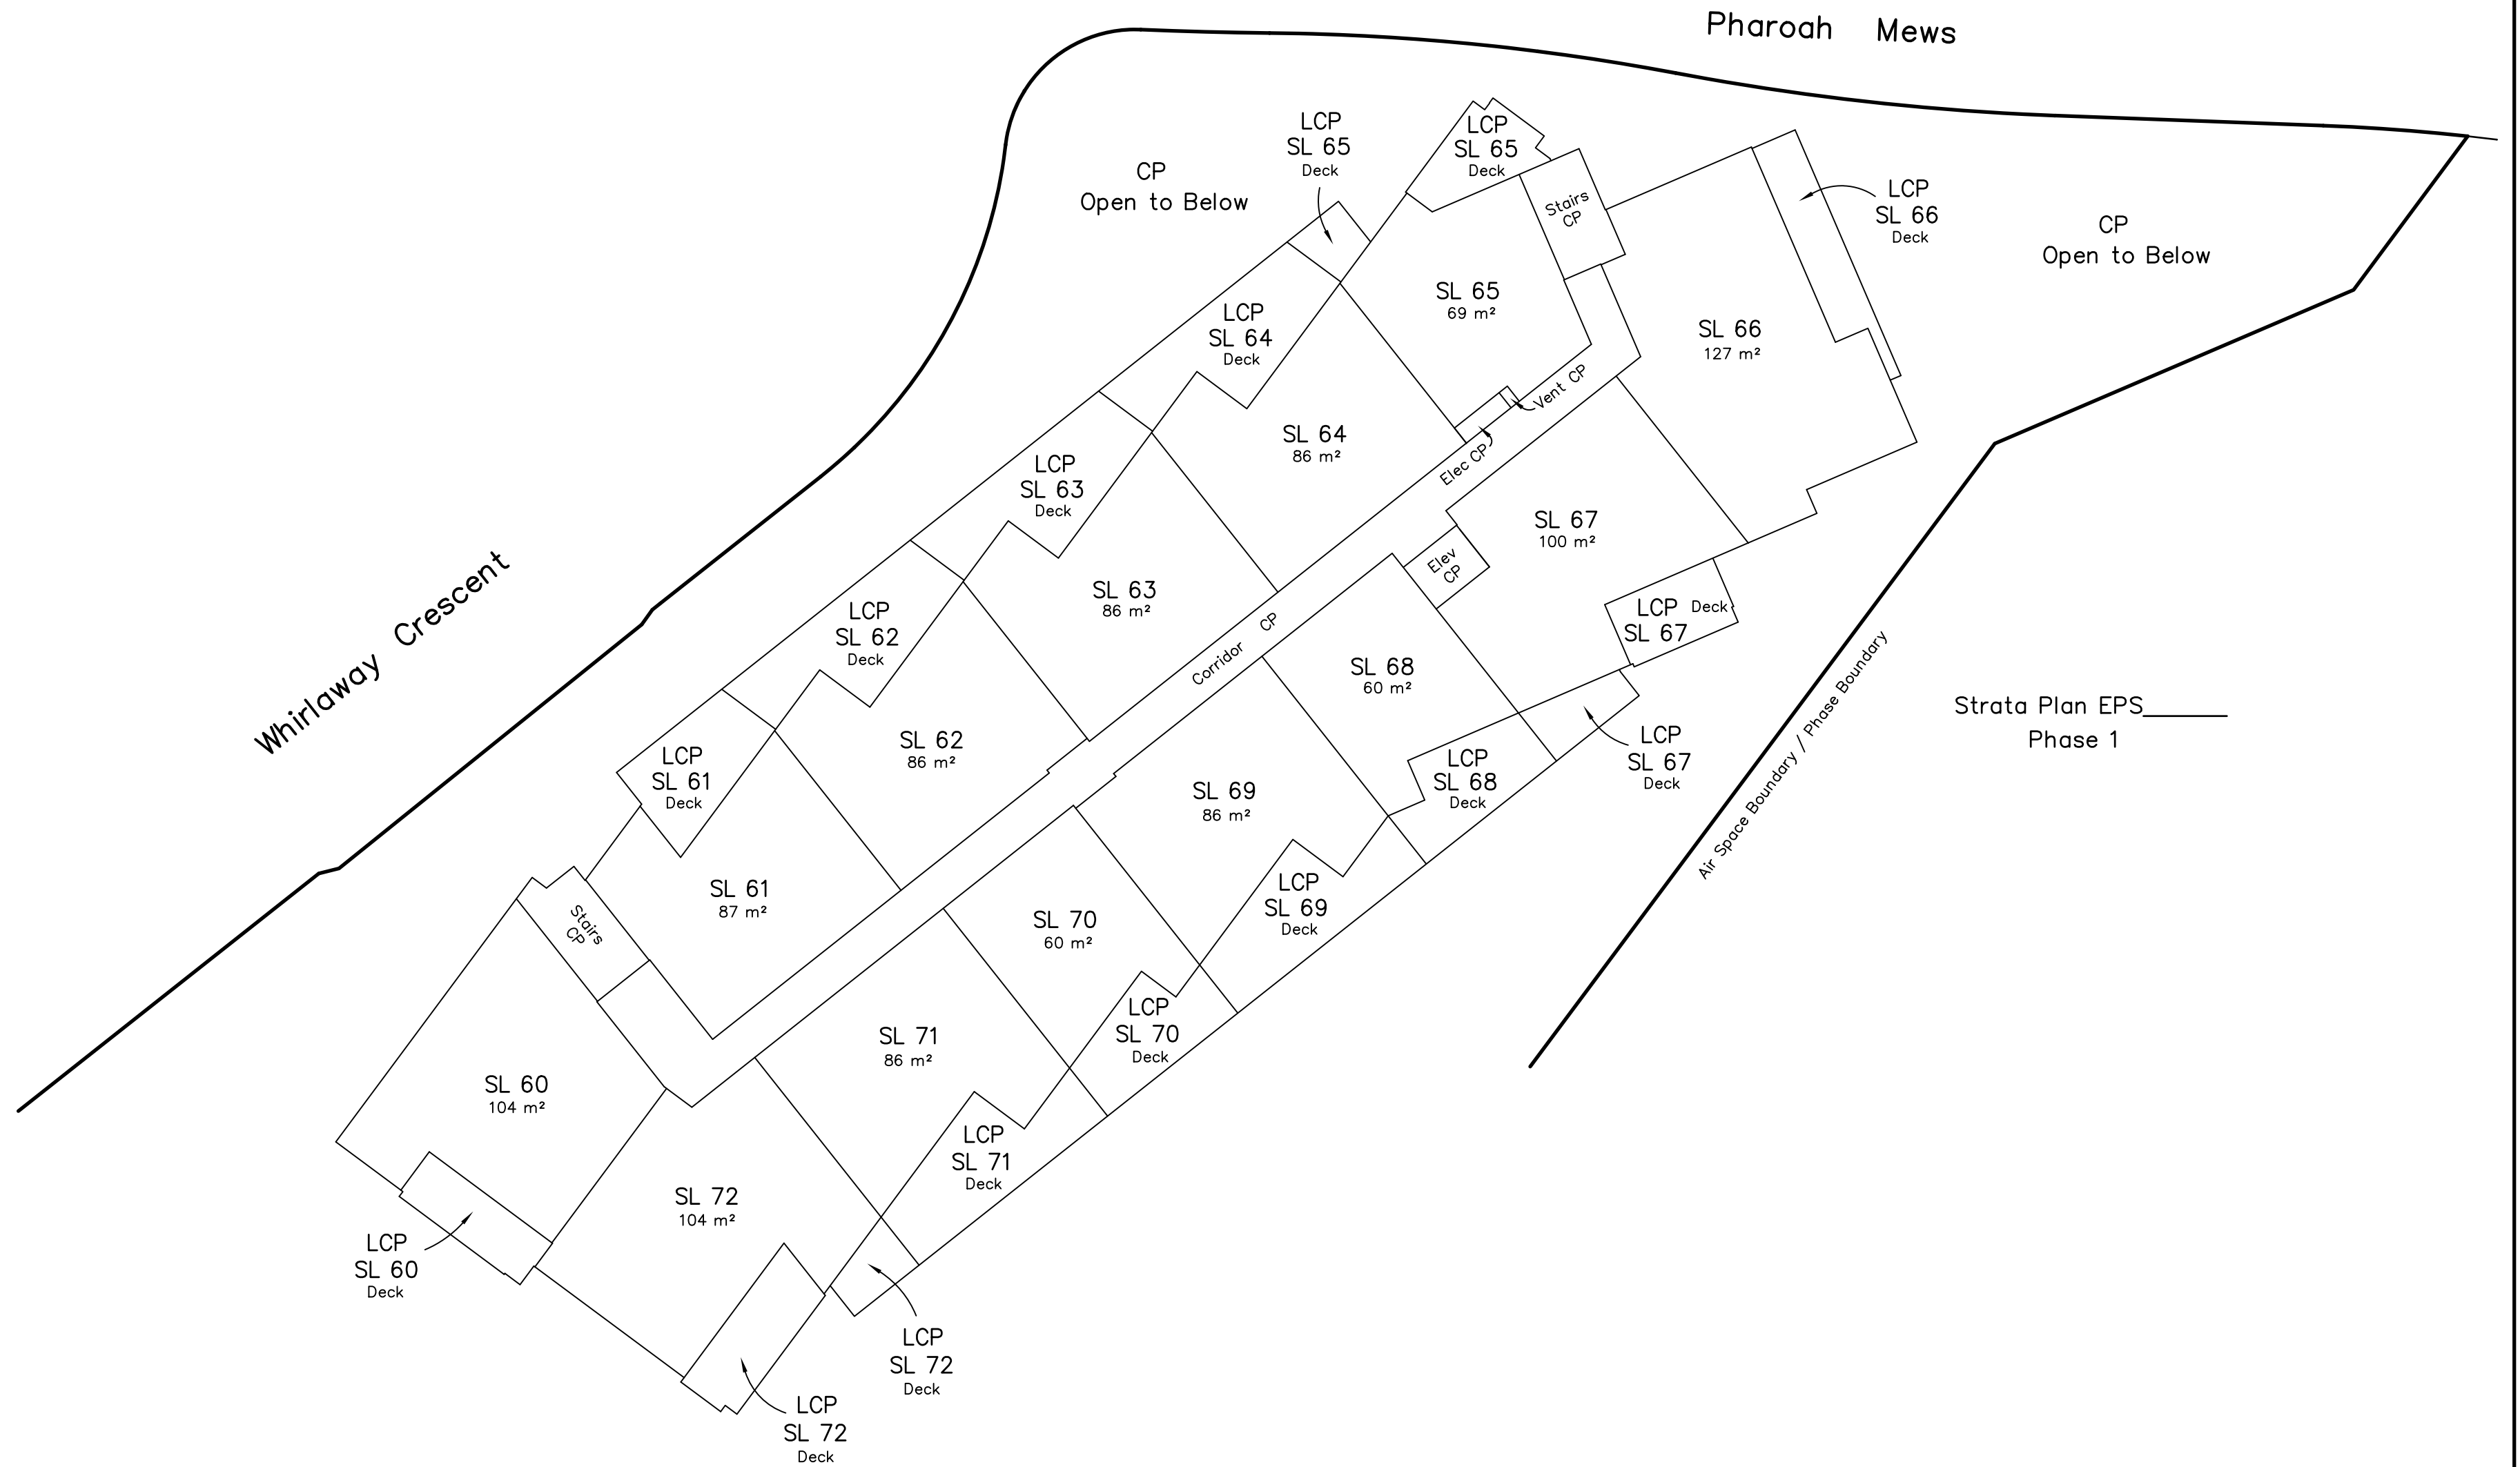 Pharoah Mews
LCP
SL 65
Deck
LCP
SL 65
Deck
CP
Open to Below
Stairs
CP
LCP
SL 66
Deck
CP
Open to Below
SL 65
69 m²
SL 66
127 m²
LCP
SL 64
Deck
Vent CP
SL 64
86 m²
Elec CP
LCP
SL 63
Deck
SL 67
100 m²
Elev
CP
Whirlaway Crescent
SL 63
86 m²
LCP
SL 62
Deck
LCP Deck
SL 67
Corridor CP
SL 68
60 m²
Air Space Boundary / Phase Boundary
Strata Plan EPS______
Phase 1
SL 62
86 m²
LCP
SL 61
Deck
LCP
SL 67
Deck
LCP
SL 68
Deck
SL 69
86 m²
SL 61
87 m²
LCP
SL 69
Deck
Stairs
CP
SL 70
60 m²
LCP
SL 70
Deck
SL 71
86 m²
SL 60
104 m²
LCP
SL 71
Deck
SL 72
104 m²
LCP
SL 60
Deck
LCP
SL 72
Deck
LCP
SL 72
Deck